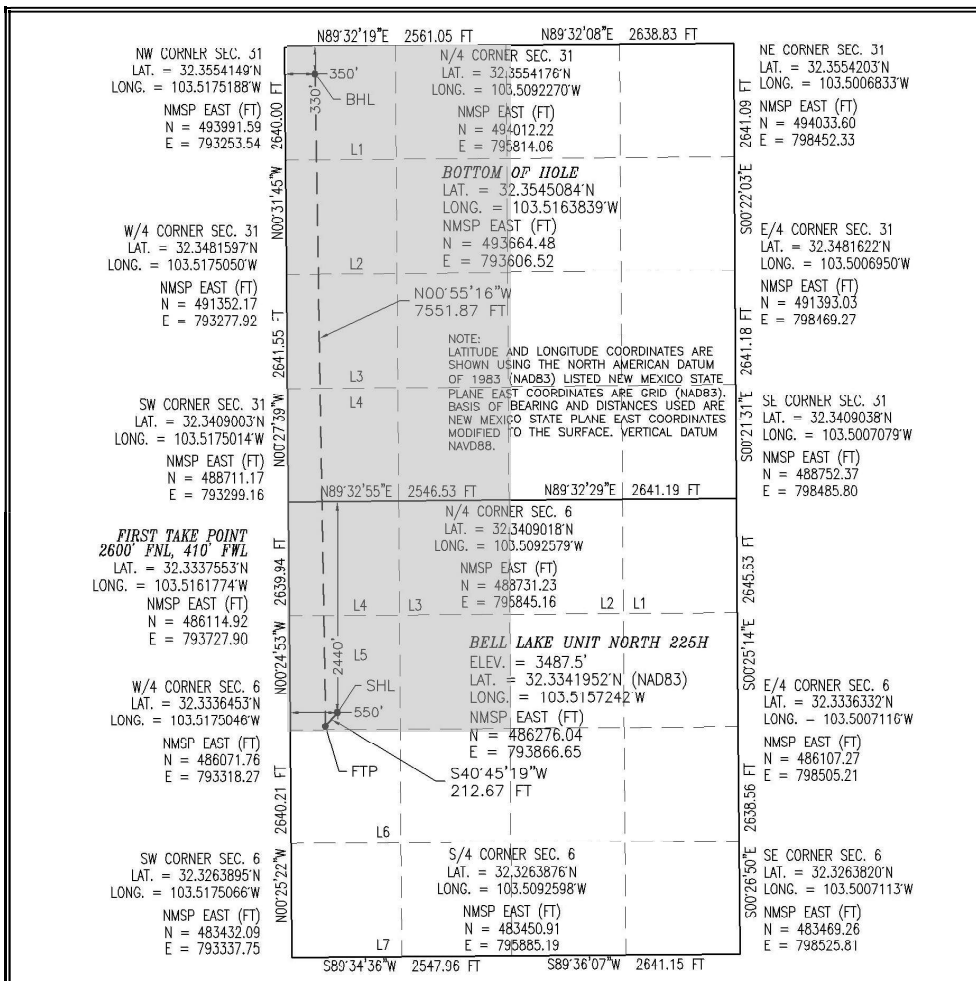 N89°32'19"E 2561.05 FT
N89°32'08"E 2638.83 FT
NW CORNER SEC. 31
LAT. = 32.3554149°N
LONG. = 103.5175188°W
NMSP EAST (FT)
N = 493991.59
E = 793253.54
N/4 CORNER SEC. 31
LAT. = 32.3554176°N
LONG. = 103.5092270°W
NMSP EAST (FT)
N = 494012.22
E = 795814.06
NE CORNER SEC. 31
LAT. = 32.3554203°N
LONG. = 103.5006833°W
NMSP EAST (FT)
N = 494033.60
E = 798452.33
350'
330'
BHL
2640.00 FT
N00°31'45"W
2641.09 FT
S00°22'03"E
L1
BOTTOM OF HOLE
LAT. = 32.3545084°N
LONG. = 103.5163839°W
NMSP EAST (FT)
N = 493664.48
E = 793606.52
W/4 CORNER SEC. 31
LAT. = 32.3481597°N
LONG. = 103.5175050°W
NMSP EAST (FT)
N = 491352.17
E = 793277.92
E/4 CORNER SEC. 31
LAT. = 32.3481622°N
LONG. = 103.5006950°W
NMSP EAST (FT)
N = 491393.03
E = 798469.27
L2
N00°55'16"W
7551.87 FT
2641.55 FT
N00°27'39"W
2641.18 FT
S00°21'31"E
NOTE:
LATITUDE AND LONGITUDE COORDINATES ARE
SHOWN USING THE NORTH AMERICAN DATUM
OF 1983 (NAD83) LISTED NEW MEXICO STATE
PLANE EAST COORDINATES ARE GRID (NAD83).
BASIS OF BEARING AND DISTANCES USED ARE
NEW MEXICO STATE PLANE EAST COORDINATES
MODIFIED TO THE SURFACE. VERTICAL DATUM
NAVD88.
L3
L4
SW CORNER SEC. 31
LAT. = 32.3409003°N
LONG. = 103.5175014°W
NMSP EAST (FT)
N = 488711.17
E = 793299.16
SE CORNER SEC. 31
LAT. = 32.3409038°N
LONG. = 103.5007079°W
NMSP EAST (FT)
N = 488752.37
E = 798485.80
N89°32'55"E 2546.53 FT
N89°32'29"E 2641.19 FT
N/4 CORNER SEC. 6
LAT. = 32.3409018°N
LONG. = 103.5092579°W
NMSP EAST (FT)
N = 488731.23
E = 795845.16
FIRST TAKE POINT
2600' FNL, 410' FWL
LAT. = 32.3337553°N
LONG. = 103.5161774°W
NMSP EAST (FT)
N = 486114.92
E = 793727.90
2639.94 FT
N00°24'53"W
2645.63 FT
S00°25'14"E
L4 L3 L2 L1
L5
2440'
SHL
550'
FTP
BELL LAKE UNIT NORTH 225H
ELEV. = 3487.5'
LAT. = 32.3341952°N (NAD83)
LONG. = 103.5157242°W
NMSP EAST (FT)
N = 486276.04
E = 793866.65
S40°45'19"W
212.67 FT
W/4 CORNER SEC. 6
LAT. = 32.3336453°N
LONG. = 103.5175046°W
NMSP EAST (FT)
N = 486071.76
E = 793318.27
E/4 CORNER SEC. 6
LAT. = 32.3336332°N
LONG. = 103.5007116°W
NMSP EAST (FT)
N = 486107.27
E = 798505.21
2640.21 FT
N00°25'22"W
2638.56 FT
S00°26'50"E
L6
SW CORNER SEC. 6
LAT. = 32.3263895°N
LONG. = 103.5175066°W
NMSP EAST (FT)
N = 483432.09
E = 793337.75
S/4 CORNER SEC. 6
LAT. = 32.3263876°N
LONG. = 103.5092598°W
NMSP EAST (FT)
N = 483450.91
E = 795885.19
SE CORNER SEC. 6
LAT. = 32.3263820°N
LONG. = 103.5007113°W
NMSP EAST (FT)
N = 483469.26
E = 798525.81
L7
S89°34'36"W 2547.96 FT
S89°36'07"W 2641.15 FT